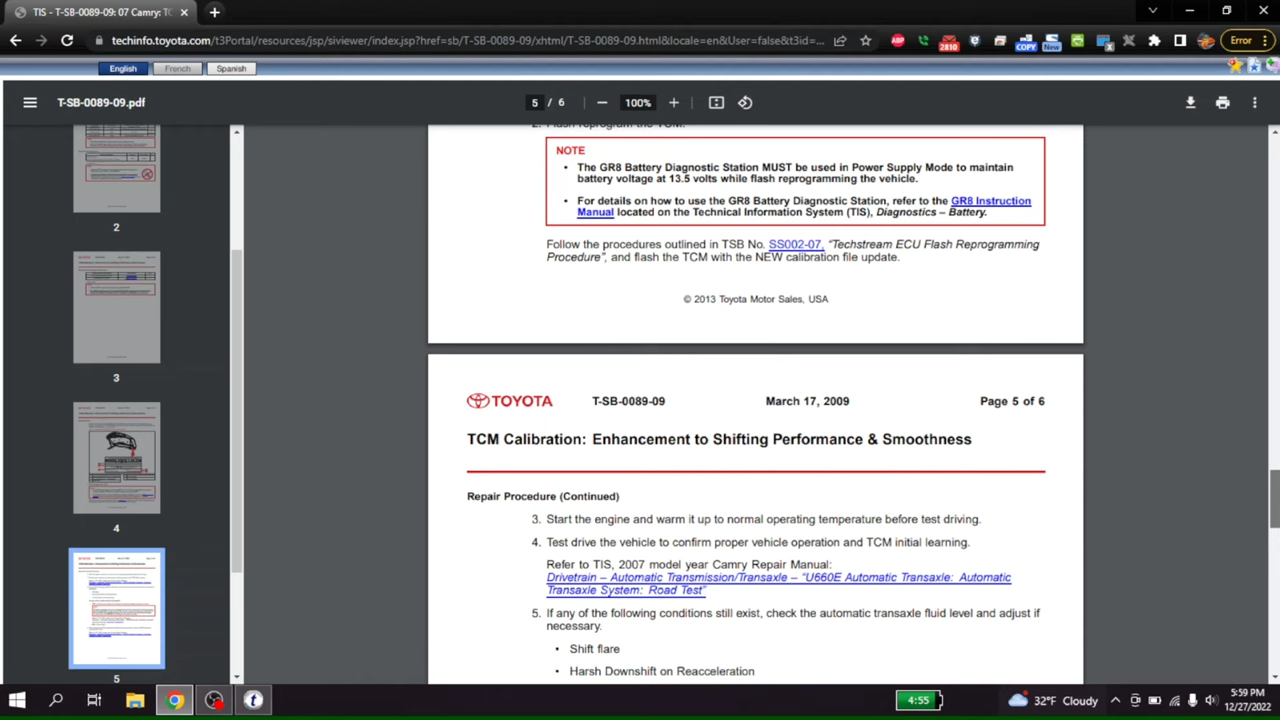 TIS - T-SB-0089-09: 07 Camry: TC
techinfo.toyota.com/t3Portal/resources/jsp/siviewer/index.jsp?href=sb/T-SB-0089-09/xhtml/T-SB-0089-09.html&locale=en&User=false&t3id=...
ABP
2810
COPY
New
Error
English
French
Spanish
T-SB-0089-09.pdf
5 / 6
100%
2
3
4
5
NOTE
• The GR8 Battery Diagnostic Station MUST be used in Power Supply Mode to maintain
battery voltage at 13.5 volts while flash reprogramming the vehicle.
• For details on how to use the GR8 Battery Diagnostic Station, refer to the GR8 Instruction
Manual located on the Technical Information System (TIS), Diagnostics – Battery.
Follow the procedures outlined in TSB No. SS002-07, "Techstream ECU Flash Reprogramming
Procedure", and flash the TCM with the NEW calibration file update.
© 2013 Toyota Motor Sales, USA
TOYOTA
T-SB-0089-09
March 17, 2009
Page 5 of 6
TCM Calibration: Enhancement to Shifting Performance & Smoothness
Repair Procedure (Continued)
3. Start the engine and warm it up to normal operating temperature before test driving.
4. Test drive the vehicle to confirm proper vehicle operation and TCM initial learning.
Refer to TIS, 2007 model year Camry Repair Manual:
Drivetrain – Automatic Transmission/Transaxle – "U660E Automatic Transaxle: Automatic
Transaxle System: Road Test"
5. If any of the following conditions still exist, check the automatic transaxle fluid level and adjust if
necessary.
• Shift flare
• Harsh Downshift on Reacceleration
4:55
32°F Cloudy
5:59 PM
12/27/2022